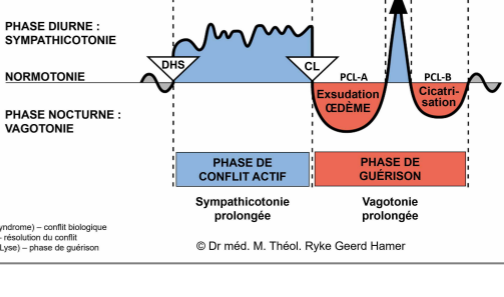 PHASE DIURNE :
SYMPATHICOTONIE
DHS
CL
NORMOTONIE
PCL-A
PCL-B
Exsudation
ŒDÈME
Cicatri-
sation
PHASE NOCTURNE :
VAGOTONIE
PHASE DE
CONFLIT ACTIF
PHASE DE
GUÉRISON
Sympathicotonie
prolongée
Vagotonie
prolongée
yndrome) – conflit biologique
- résolution du conflit
Lyse) – phase de guérison
© Dr méd. M. Théol. Ryke Geerd Hamer